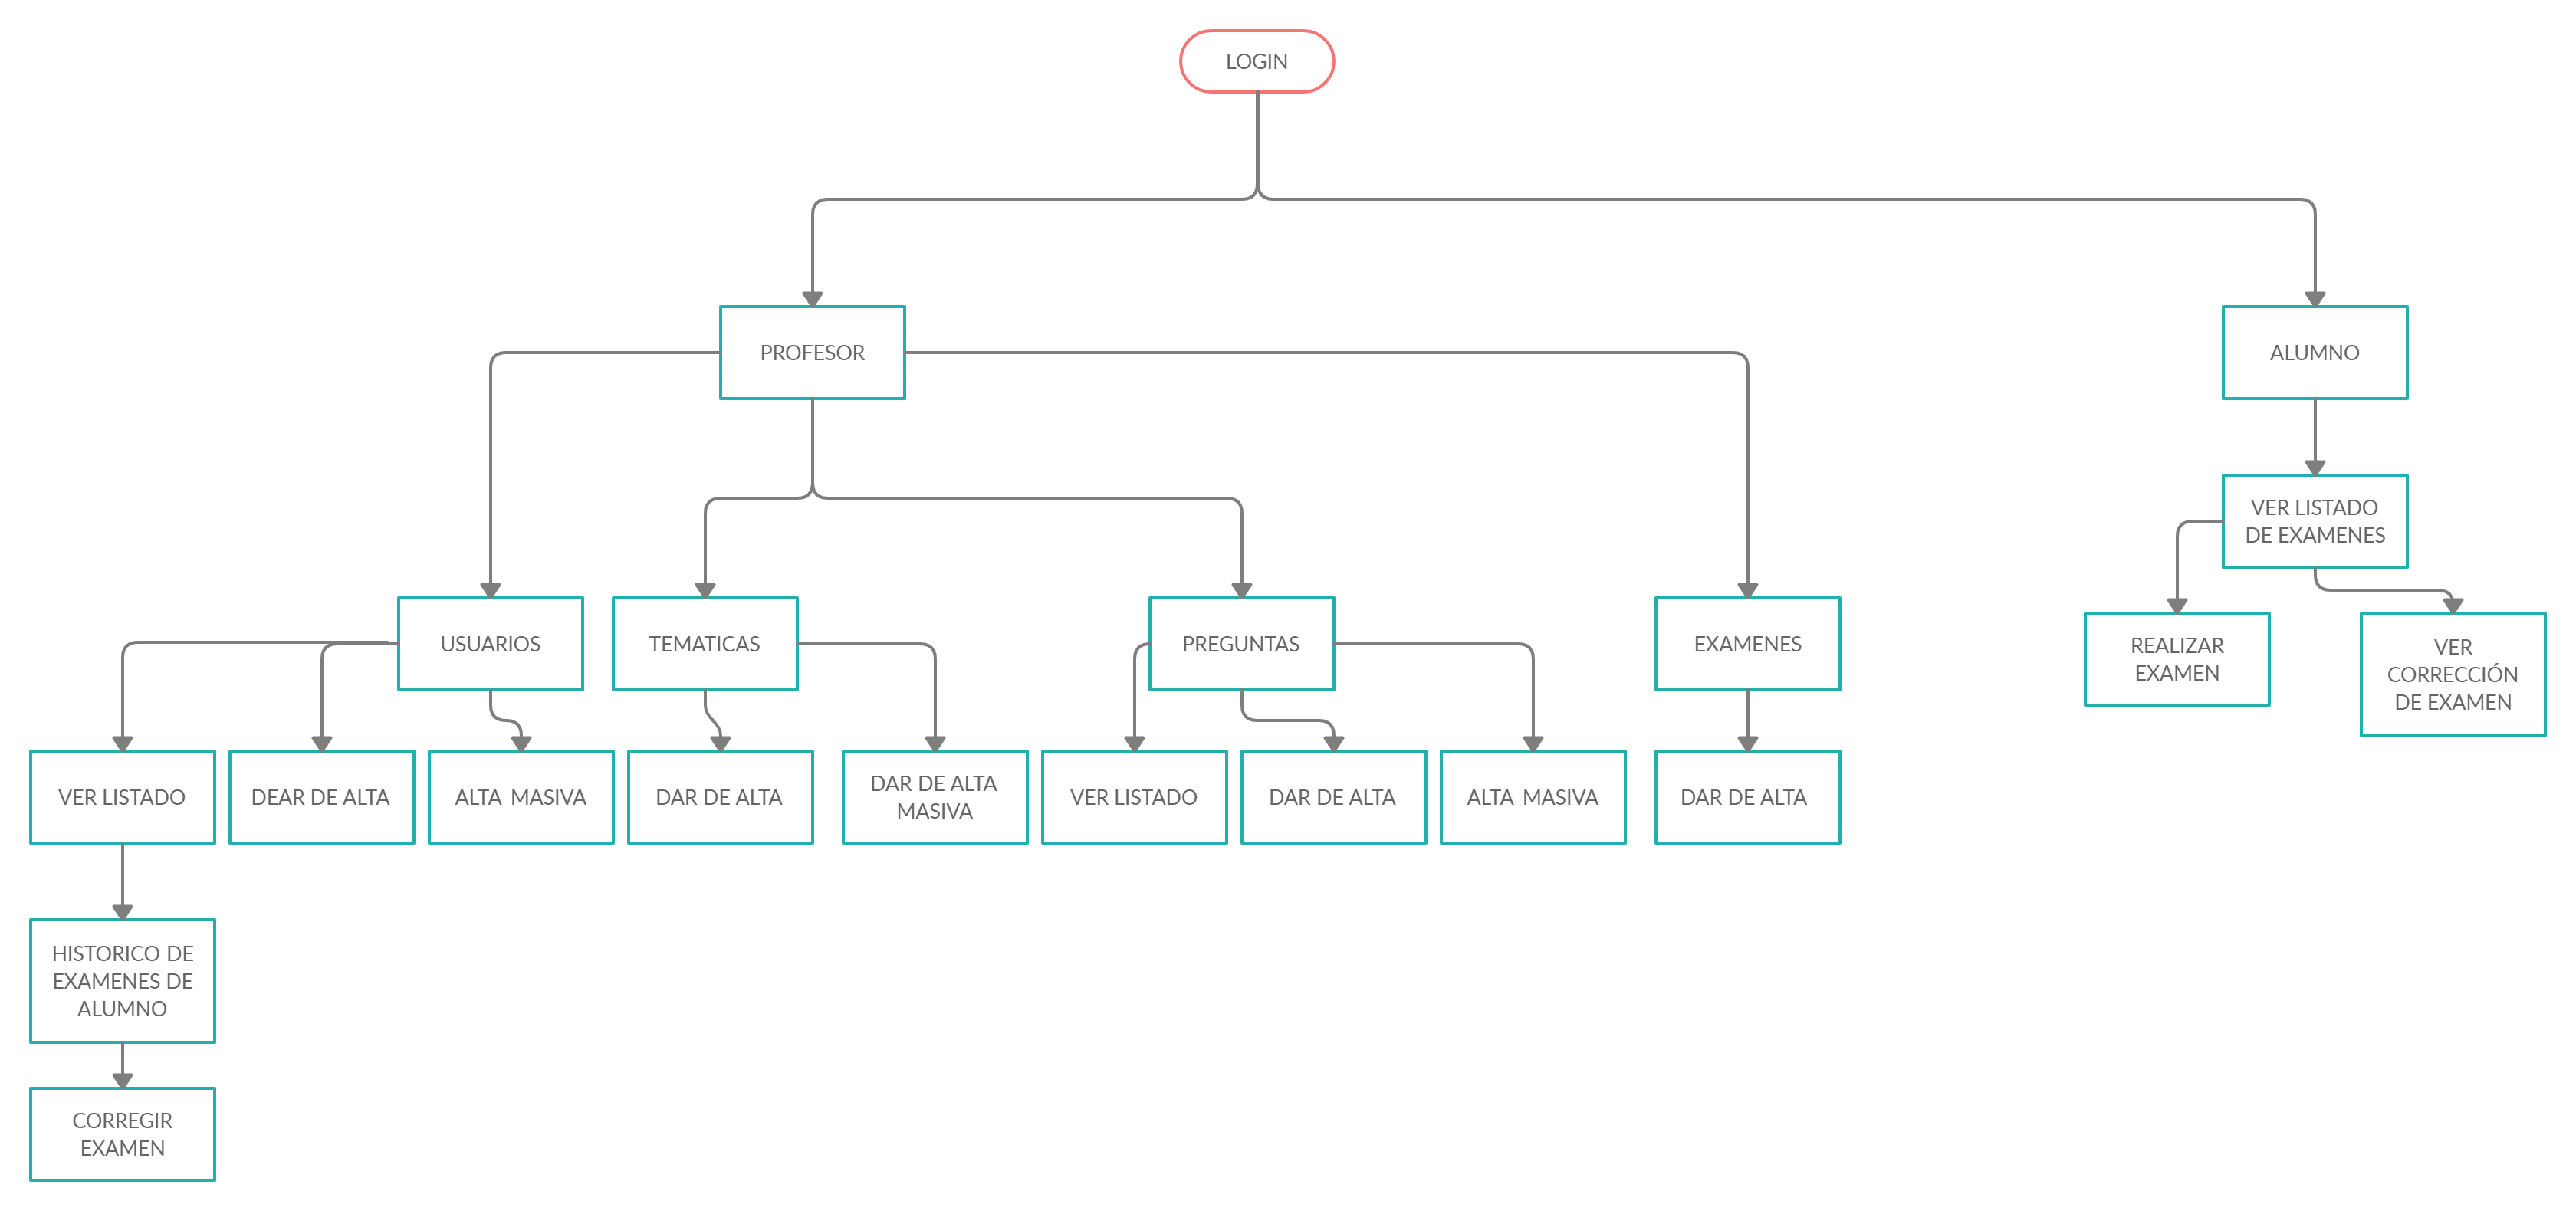 LOGIN
PROFESOR
ALUMNO
VER LISTADO
DE EXAMENES
USUARIOS
TEMATICAS
PREGUNTAS
EXAMENES
REALIZAR
EXAMEN
VER
CORRECCIÓN
DE EXAMEN
VER LISTADO
DEAR DE ALTA
ALTA MASIVA
DAR DE ALTA
DAR DE ALTA
MASIVA
VER LISTADO
DAR DE ALTA
ALTA MASIVA
DAR DE ALTA
HISTORICO DE
EXAMENES DE
ALUMNO
CORREGIR
EXAMEN